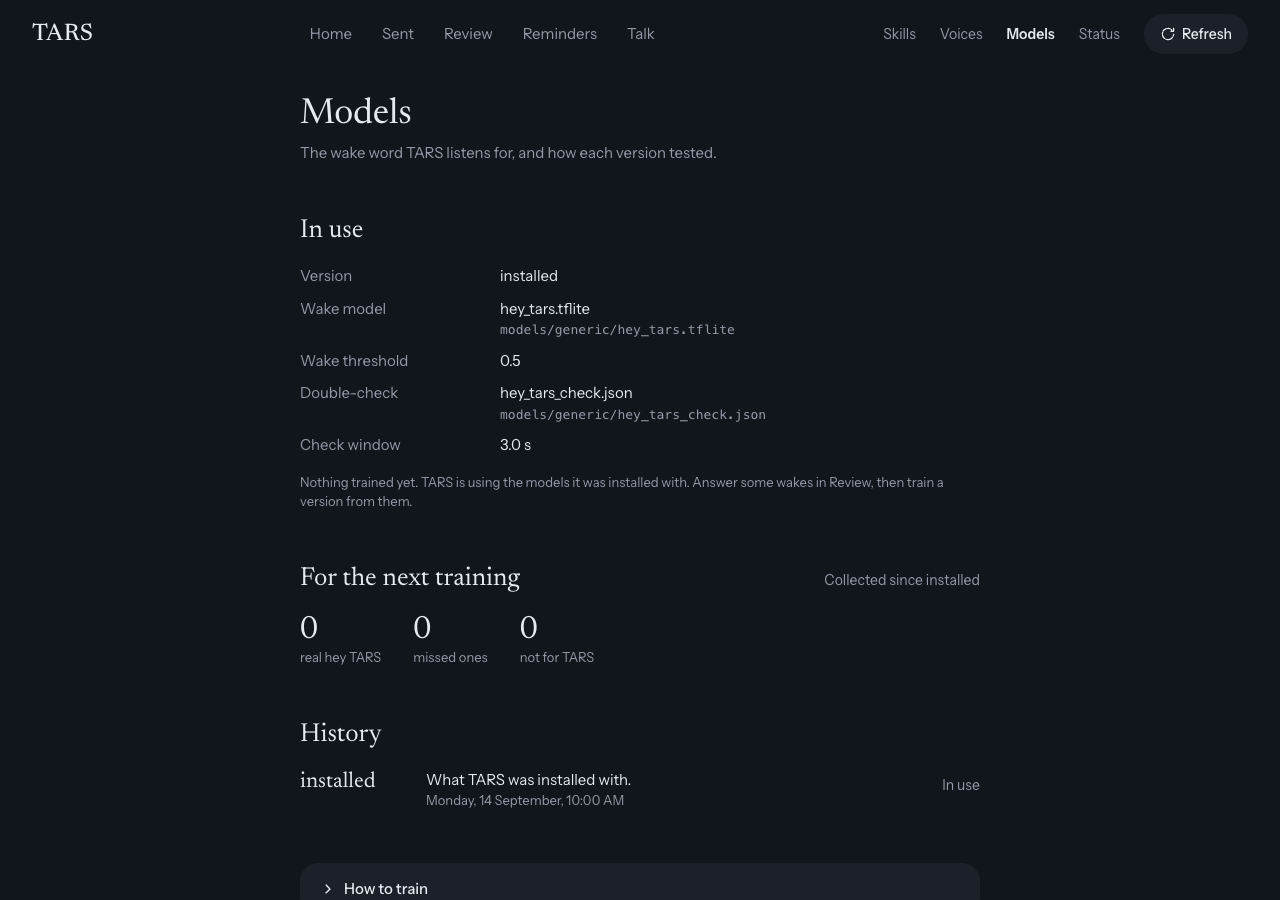 TARS
Home Sent Review Reminders Talk
Skills Voices Models Status Refresh
Models
The wake word TARS listens for, and how each version tested.
In use
Version installed
Wake model hey_tars.tflite
models/generic/hey_tars.tflite
Wake threshold 0.5
Double-check hey_tars_check.json
models/generic/hey_tars_check.json
Check window 3.0 s
Nothing trained yet. TARS is using the models it was installed with. Answer some wakes in Review, then train a
version from them.
For the next training Collected since installed
0 0 0
real hey TARS missed ones not for TARS
History
installed What TARS was installed with. In use
Monday, 14 September, 10:00 AM
How to train